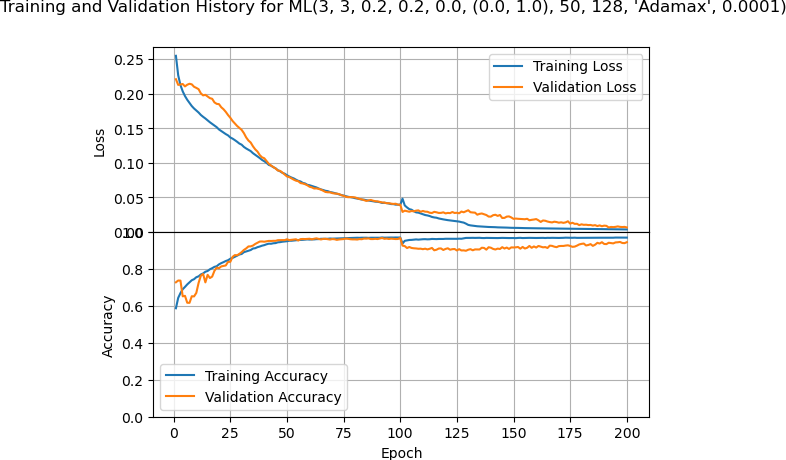 Training and Validation History for ML(3, 3, 0.2, 0.2, 0.0, (0.0, 1.0), 50, 128, 'Adamax', 0.0001)
0.25
0.20
0.15
0.10
0.05
0.00
Loss
Training Loss
Validation Loss
1.0
0.8
0.6
0.4
0.2
0.0
Accuracy
Training Accuracy
Validation Accuracy
0 25 50 75 100 125 150 175 200
Epoch